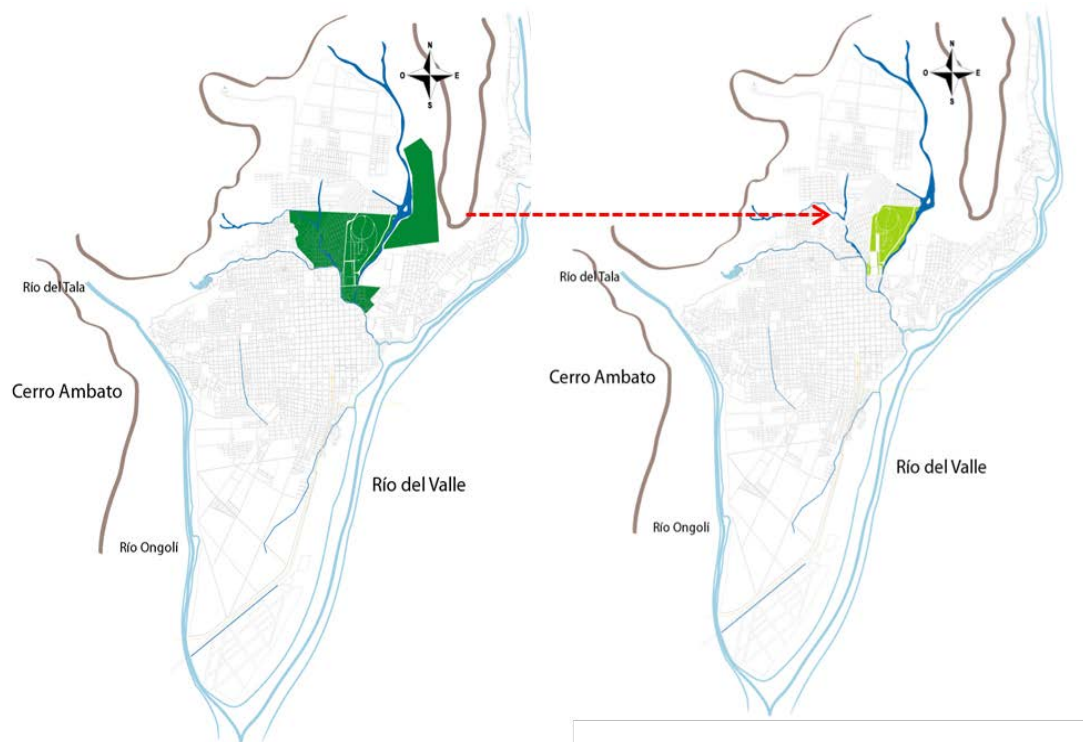 N
O
E
S
Río del Tala
Cerro Ambato
Río del Valle
Río Ongolí
N
O
E
S
Río del Tala
Cerro Ambato
Río del Valle
Río Ongolí